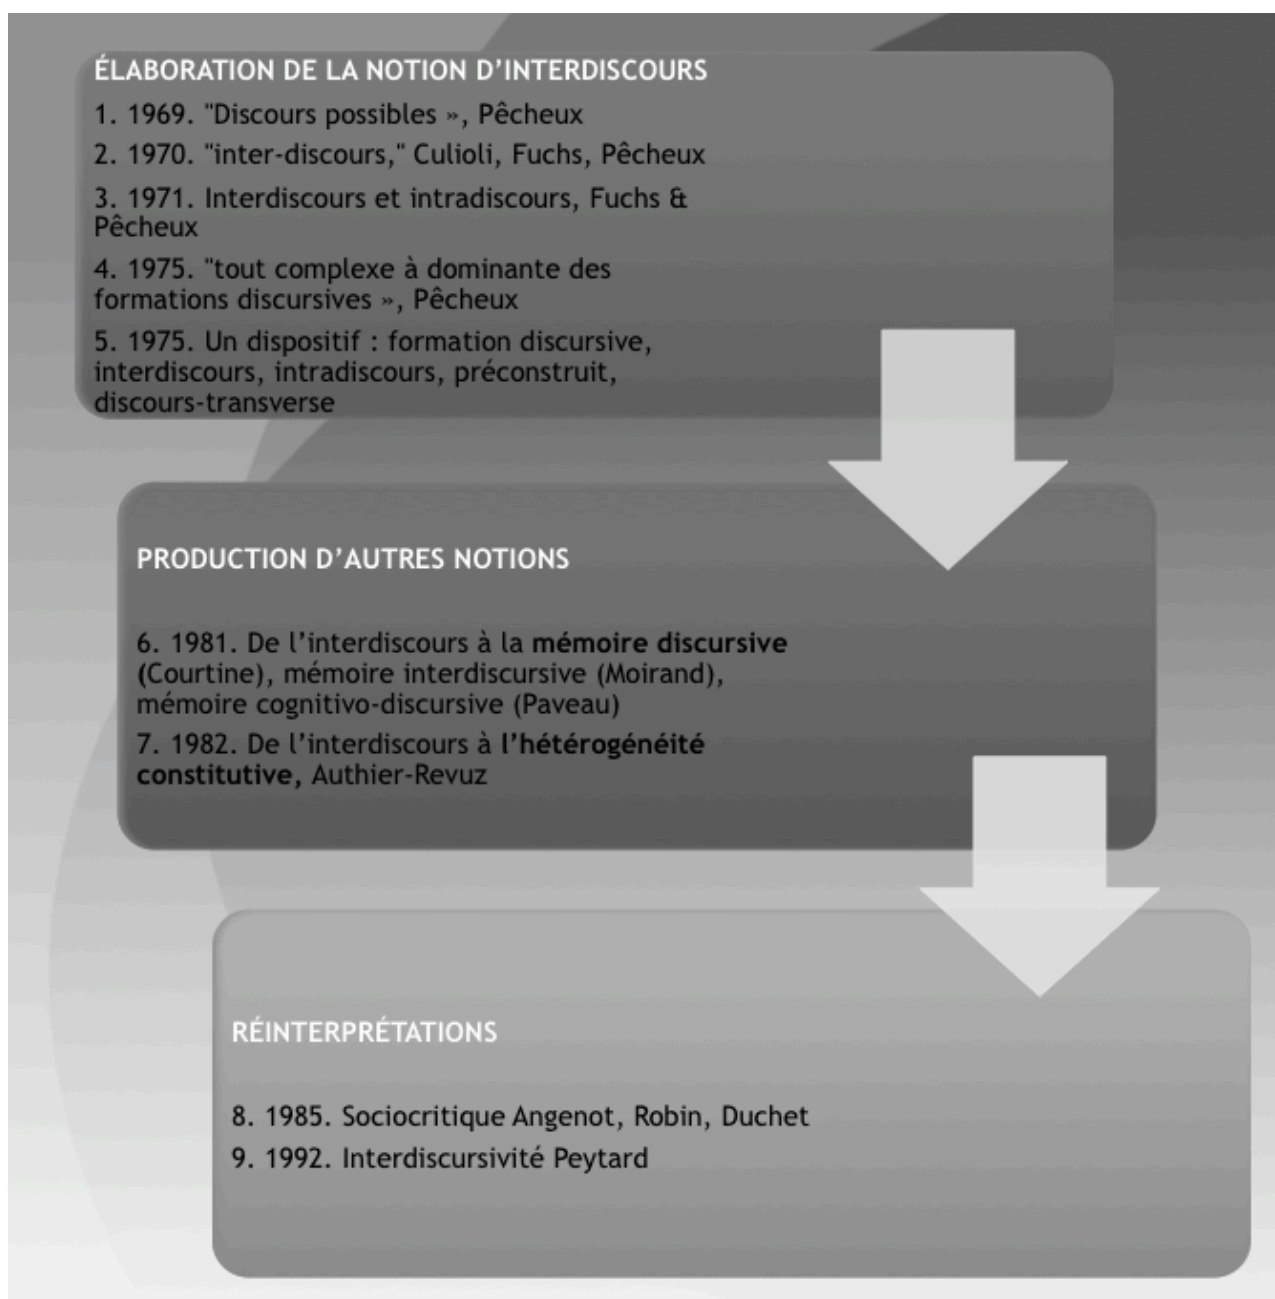 ÉLABORATION DE LA NOTION D’INTERDISCOURS
1. 1969. "Discours possibles », Pêcheux
2. 1970. "inter-discours," Culioli, Fuchs, Pêcheux
3. 1971. Interdiscours et intradiscours, Fuchs &
Pêcheux
4. 1975. "tout complexe à dominante des
formations discursives », Pêcheux
5. 1975. Un dispositif : formation discursive,
interdiscours, intradiscours, préconstruit,
discours-transverse
PRODUCTION D’AUTRES NOTIONS
6. 1981. De l’interdiscours à la mémoire discursive
(Courtine), mémoire interdiscursive (Moirand),
mémoire cognitivo-discursive (Paveau)
7. 1982. De l’interdiscours à l’hétérogénéité
constitutive, Authier-Revuz
RÉINTERPRÉTATIONS
8. 1985. Sociocritique Angenot, Robin, Duchet
9. 1992. Interdiscursivité Peytard